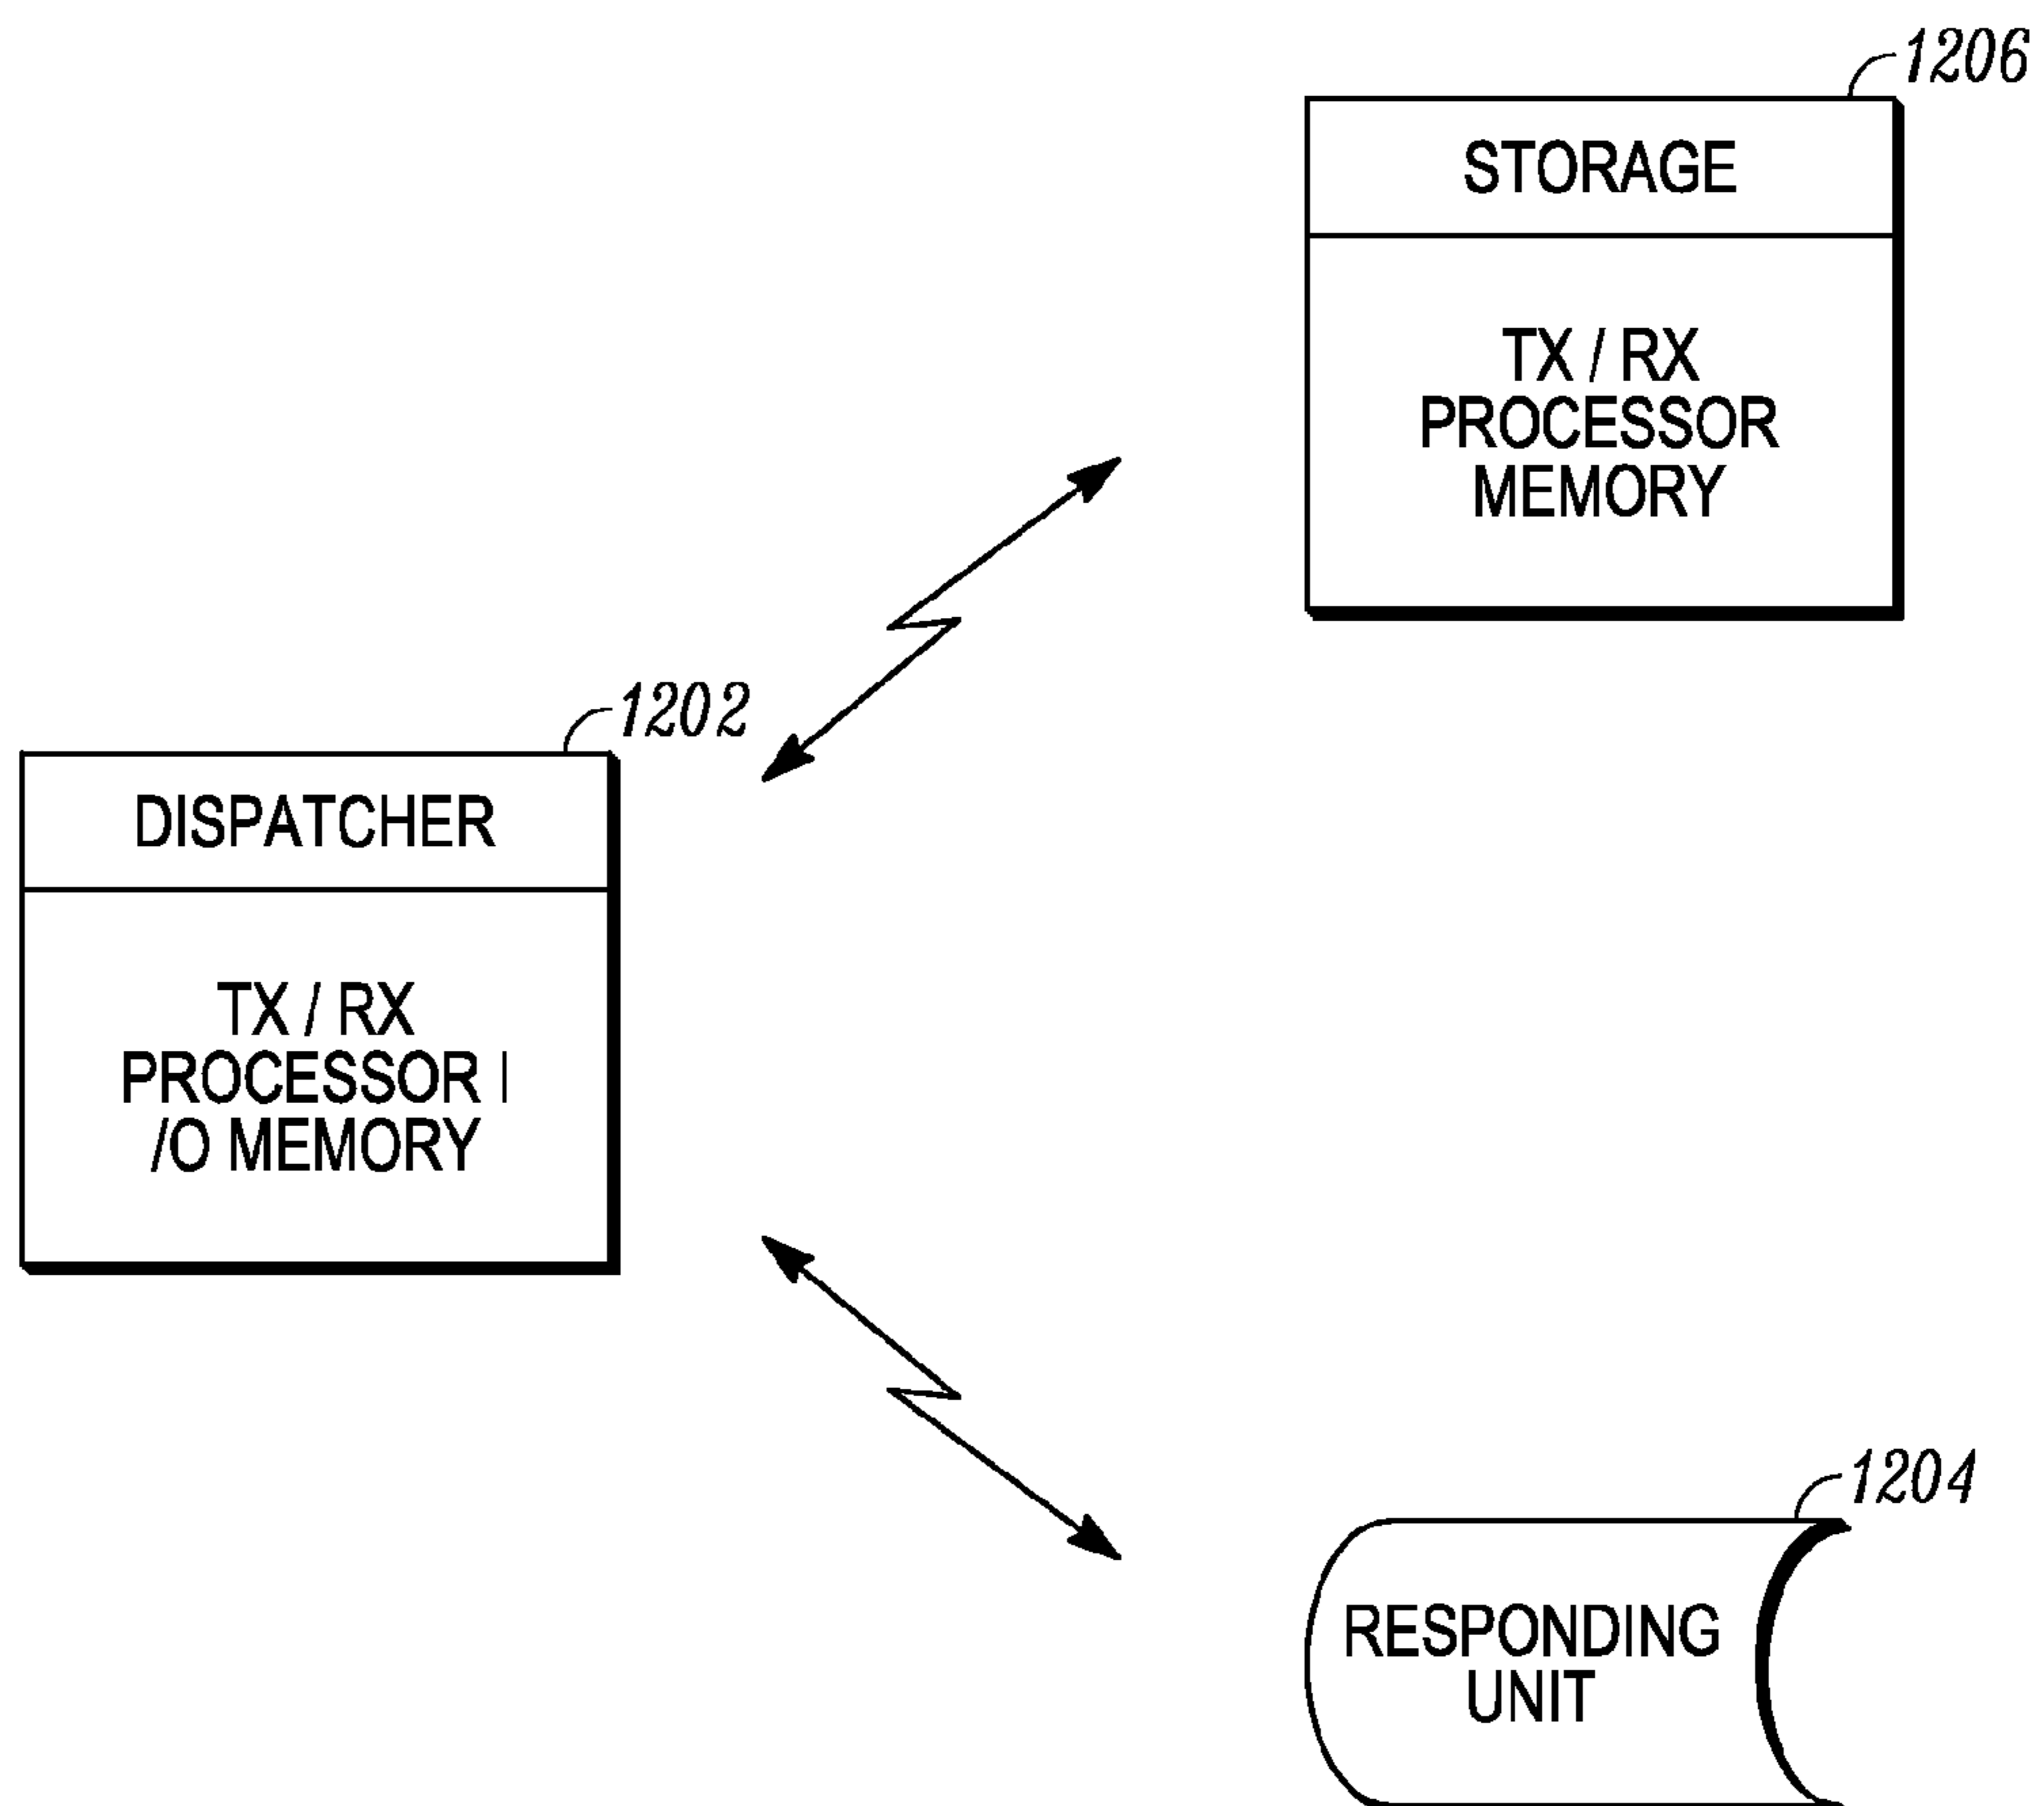 1206
STORAGE
TX / RX
PROCESSOR
MEMORY
1202
DISPATCHER
TX / RX
PROCESSOR I
/O MEMORY
1204
RESPONDING
UNIT